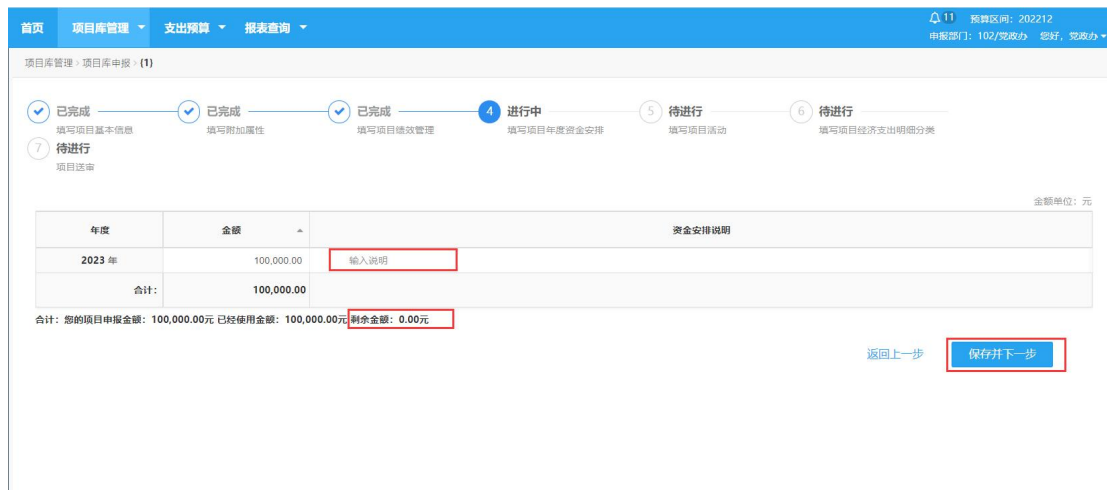 首页 项目库管理 支出预算 报表查询 11 预算区间：202212
申报部门：102/党政办 您好，党政办
项目库管理 > 项目库申报 > (1)
已完成 已完成 已完成 4 进行中 5 待进行 6 待进行
填写项目基本信息 填写附加属性 填写项目绩效管理 填写项目年度资金安排 填写项目活动 填写项目经济支出明细分类
7 待进行
项目送审
金额单位：元
年度 金额 资金安排说明
2023 年 100,000.00 输入说明
合计： 100,000.00
合计：您的项目申报金额：100,000.00元 已经使用金额：100,000.00元 剩余金额：0.00元
返回上一步 保存并下一步